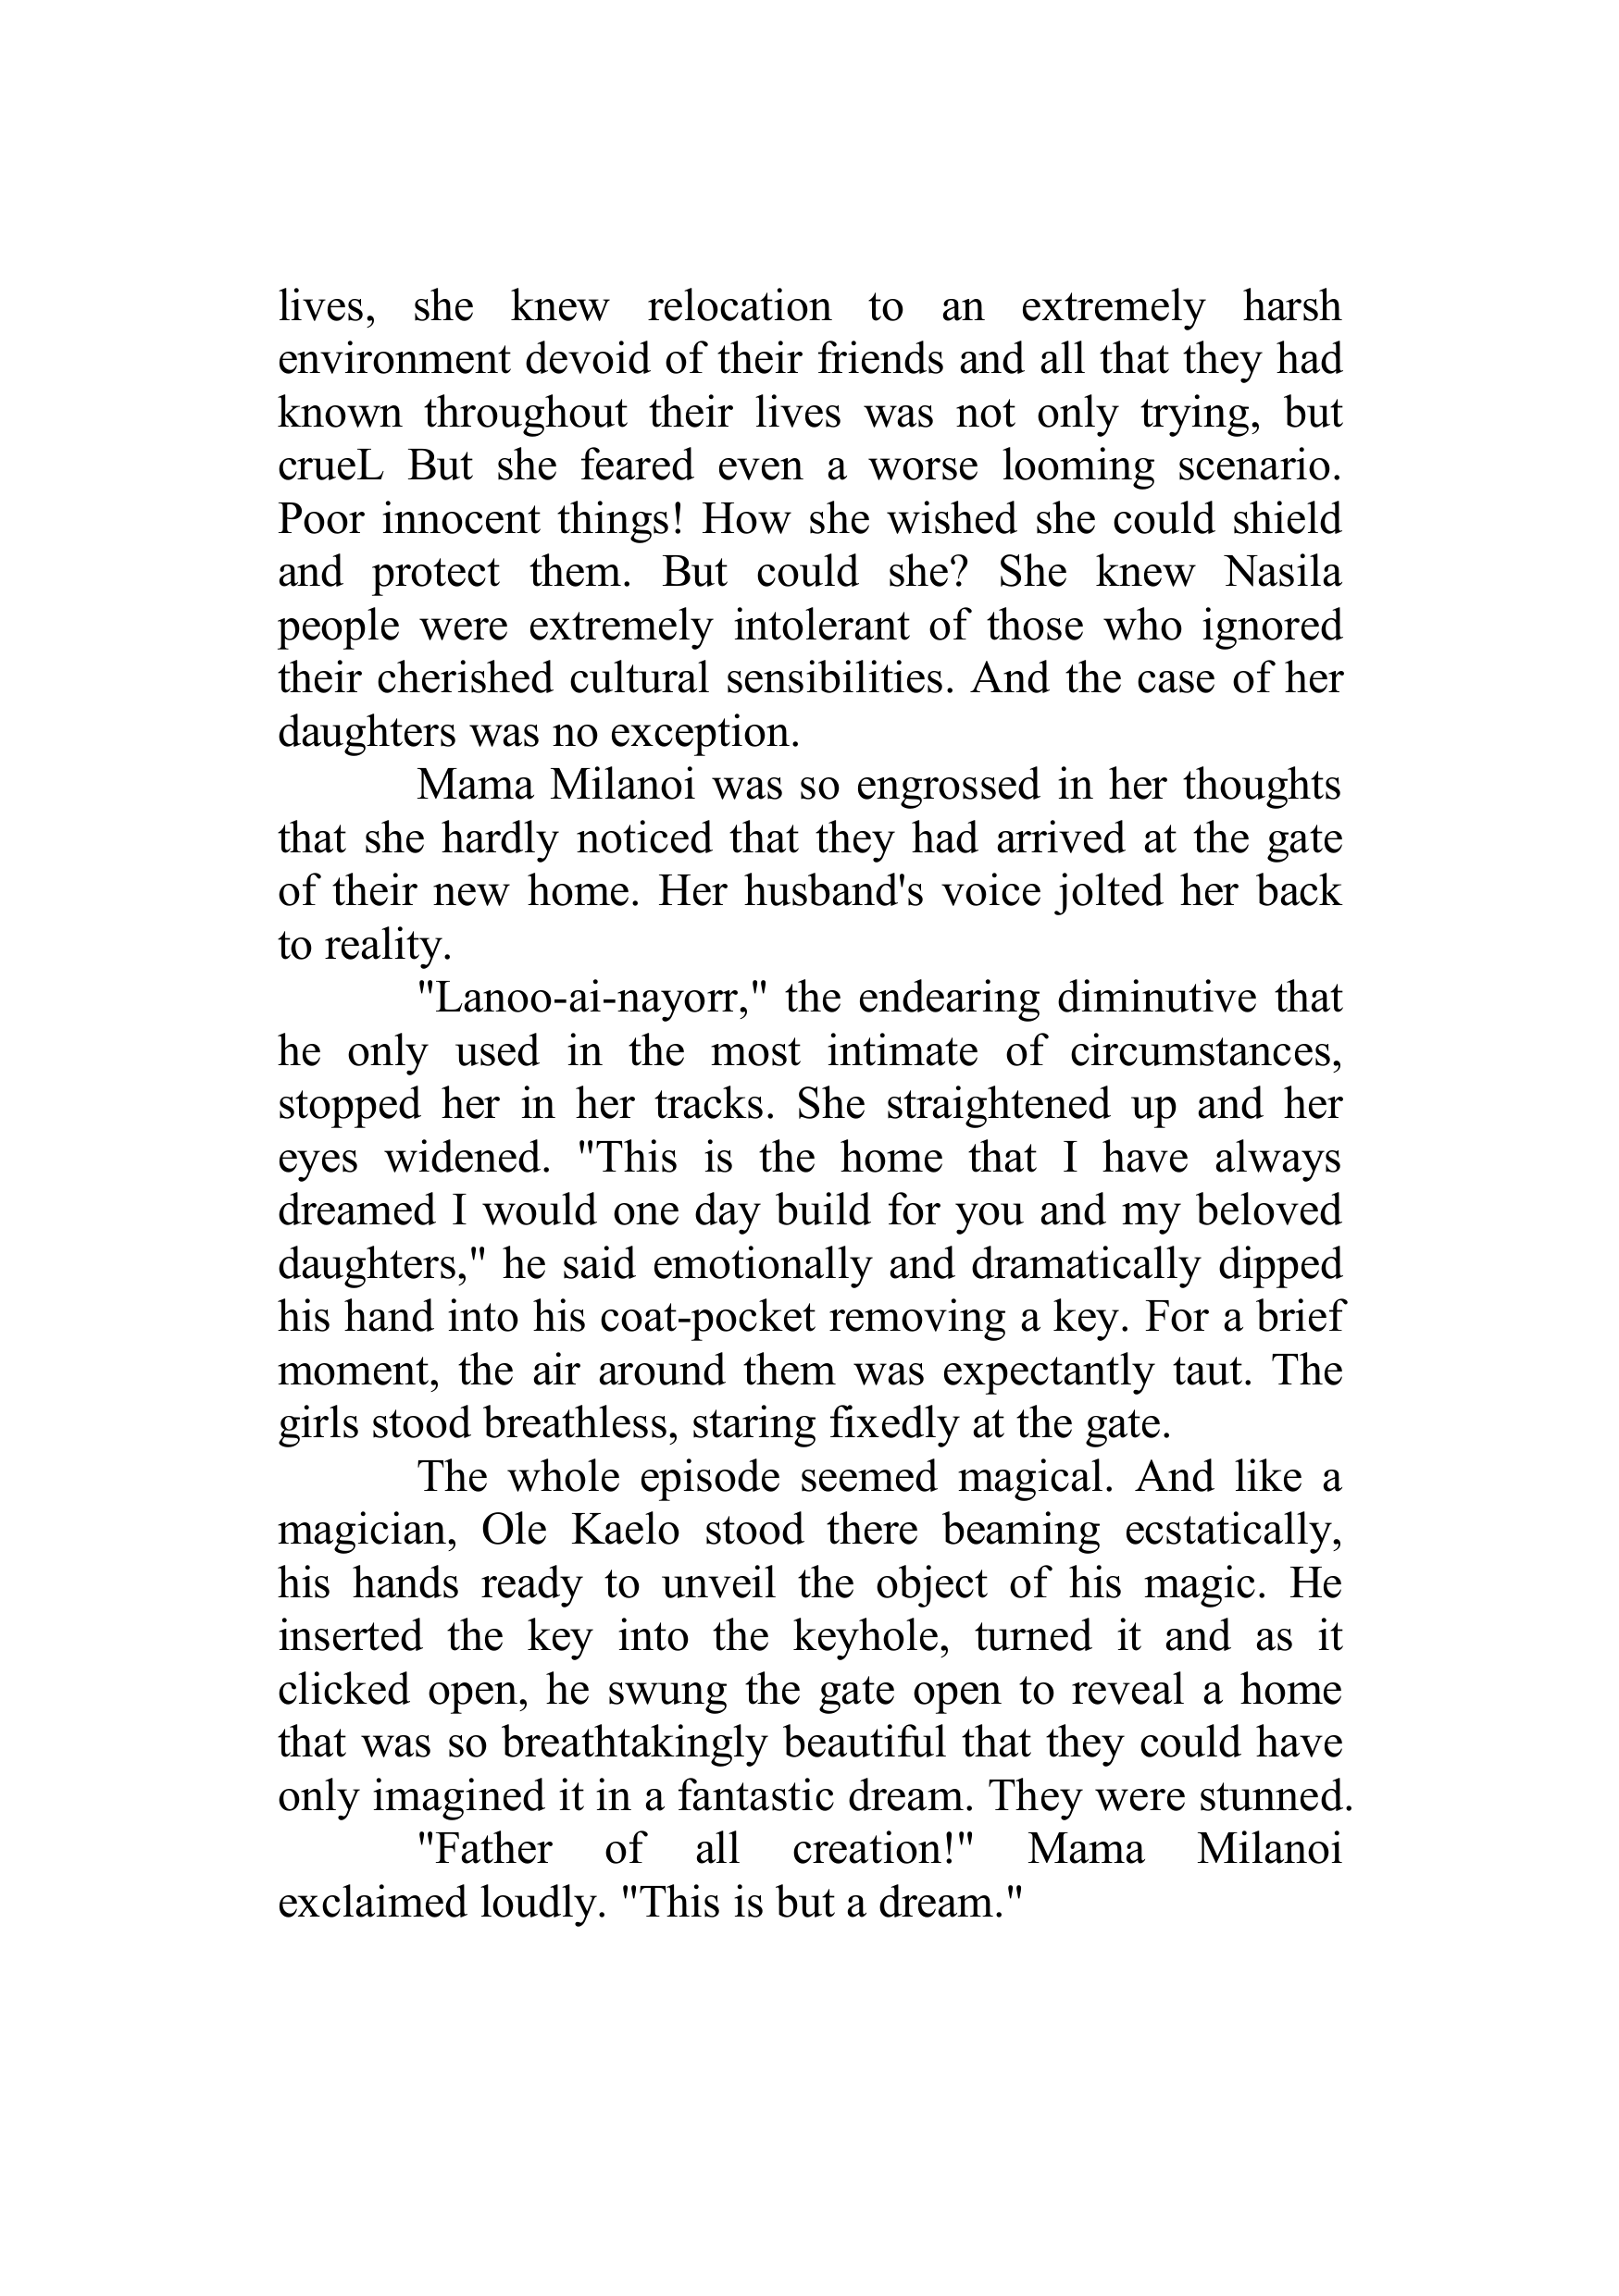 lives, she knew relocation to an extremely harsh
environment devoid of their friends and all that they had
known throughout their lives was not only trying, but
crueL But she feared even a worse looming scenario.
Poor innocent things! How she wished she could shield
and protect them. But could she? She knew Nasila
people were extremely intolerant of those who ignored
their cherished cultural sensibilities. And the case of her
daughters was no exception.
Mama Milanoi was so engrossed in her thoughts
that she hardly noticed that they had arrived at the gate
of their new home. Her husband's voice jolted her back
to reality.
"Lanoo-ai-nayorr," the endearing diminutive that
he only used in the most intimate of circumstances,
stopped her in her tracks. She straightened up and her
eyes widened. "This is the home that I have always
dreamed I would one day build for you and my beloved
daughters," he said emotionally and dramatically dipped
his hand into his coat-pocket removing a key. For a brief
moment, the air around them was expectantly taut. The
girls stood breathless, staring fixedly at the gate.
The whole episode seemed magical. And like a
magician, Ole Kaelo stood there beaming ecstatically,
his hands ready to unveil the object of his magic. He
inserted the key into the keyhole, turned it and as it
clicked open, he swung the gate open to reveal a home
that was so breathtakingly beautiful that they could have
only imagined it in a fantastic dream. They were stunned.
"Father of all creation!" Mama Milanoi
exclaimed loudly. "This is but a dream."